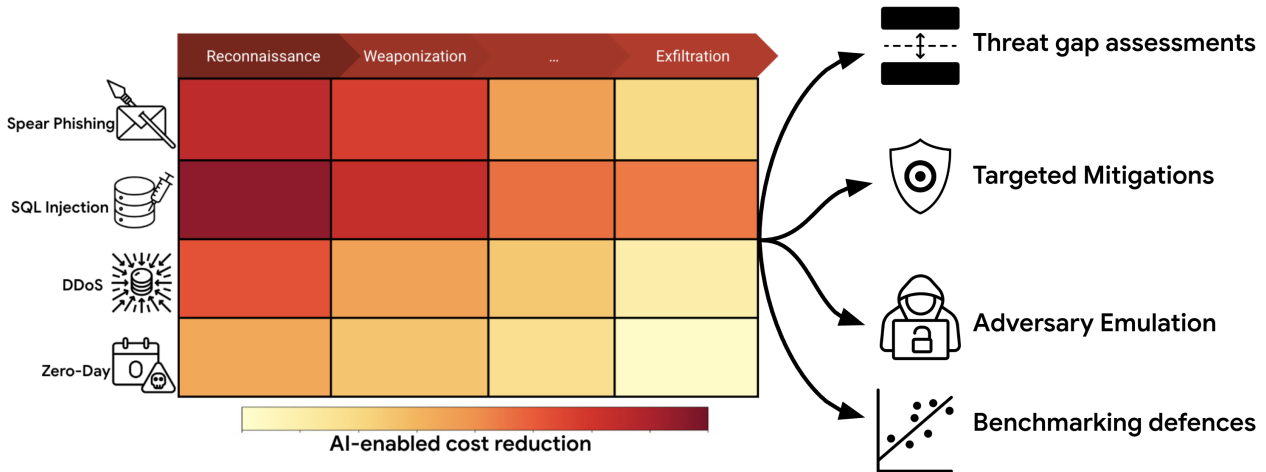 Reconnaissance Weaponization ... Exfiltration
Spear Phishing
SQL Injection
DDoS
Zero-Day
0
AI-enabled cost reduction
Threat gap assessments
Targeted Mitigations
Adversary Emulation
Benchmarking defences